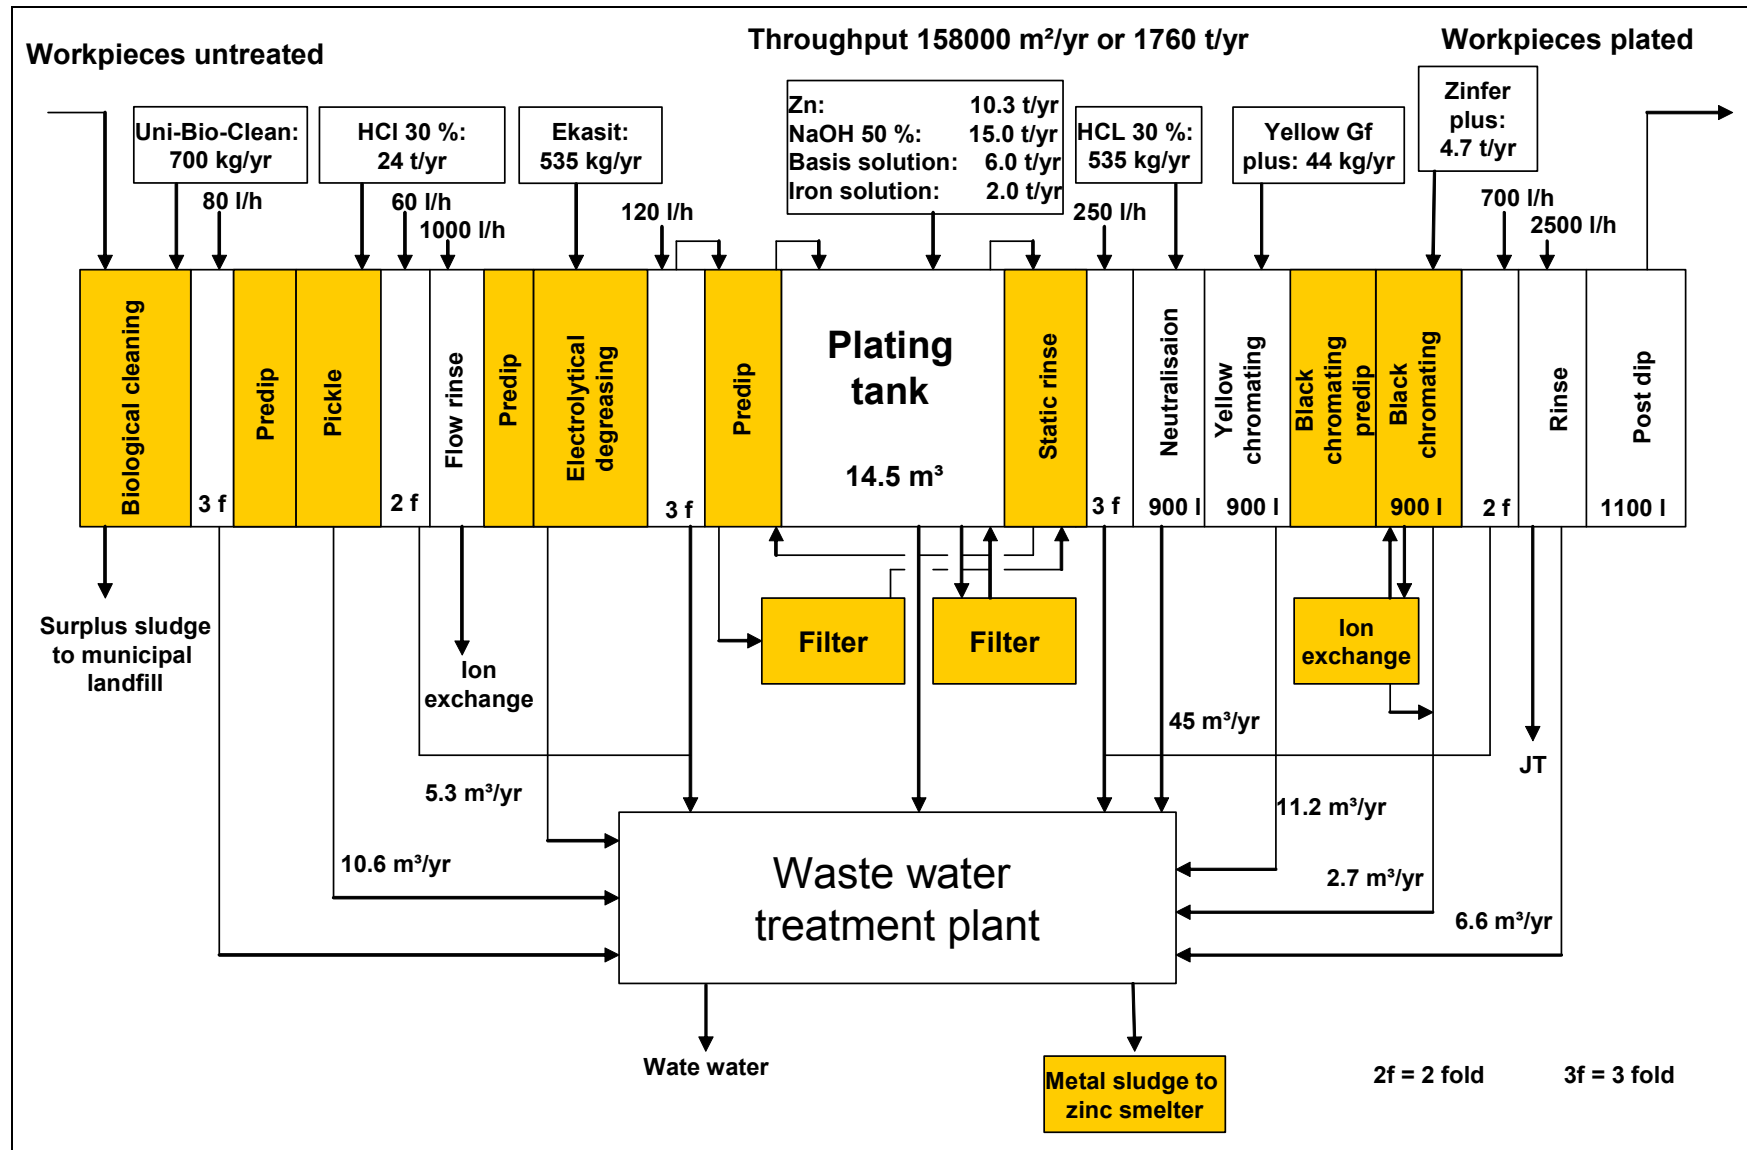 Workpieces untreated
Throughput 158000 m²/yr or 1760 t/yr
Workpieces plated
Uni-Bio-Clean:
700 kg/yr
HCl 30 %:
24 t/yr
Ekasit:
535 kg/yr
Zn: 10.3 t/yr
NaOH 50 %: 15.0 t/yr
Basis solution: 6.0 t/yr
Iron solution: 2.0 t/yr
HCL 30 %:
535 kg/yr
Yellow Gf
plus: 44 kg/yr
Zinfer
plus:
4.7 t/yr
80 l/h
60 l/h
1000 l/h
120 l/h
250 l/h
700 l/h
2500 l/h
Biological cleaning
3 f
Predip
Pickle
2 f
Flow rinse
Predip
Electrolytical
degreasing
3 f
Predip
Plating
tank
14.5 m³
Static rinse
3 f
Neutralisaion
900 l
Yellow
chromating
900 l
Black
chromating
predip
Black
chromating
900 l
2 f
Rinse
Post dip
1100 l
Surplus sludge
to municipal
landfill
Ion
exchange
Filter
Filter
Ion
exchange
45 m³/yr
JT
5.3 m³/yr
11.2 m³/yr
10.6 m³/yr
2.7 m³/yr
6.6 m³/yr
Waste water
treatment plant
Wate water
Metal sludge to
zinc smelter
2f = 2 fold
3f = 3 fold